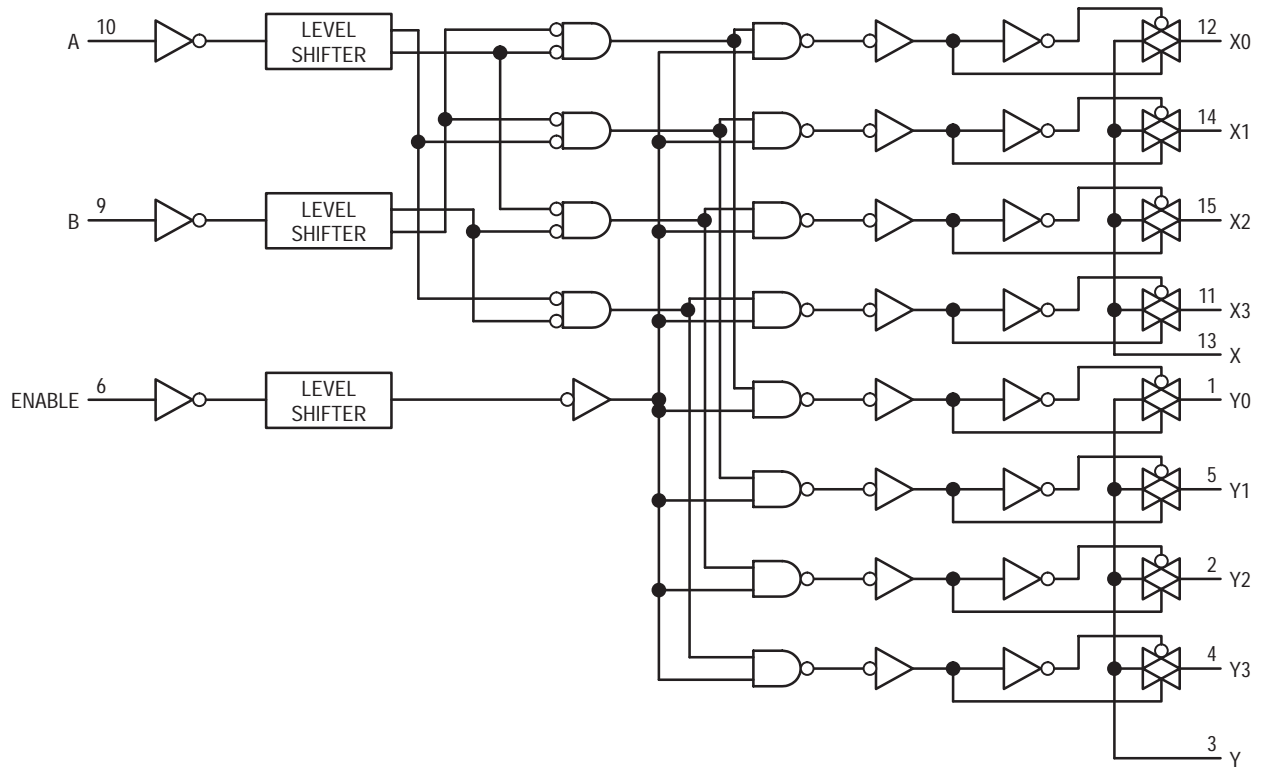 A 10 LEVEL SHIFTER 12 X0
14 X1
B 9 LEVEL SHIFTER 15 X2
11 X3
13 X
ENABLE 6 LEVEL SHIFTER 1 Y0
5 Y1
2 Y2
4 Y3
3 Y